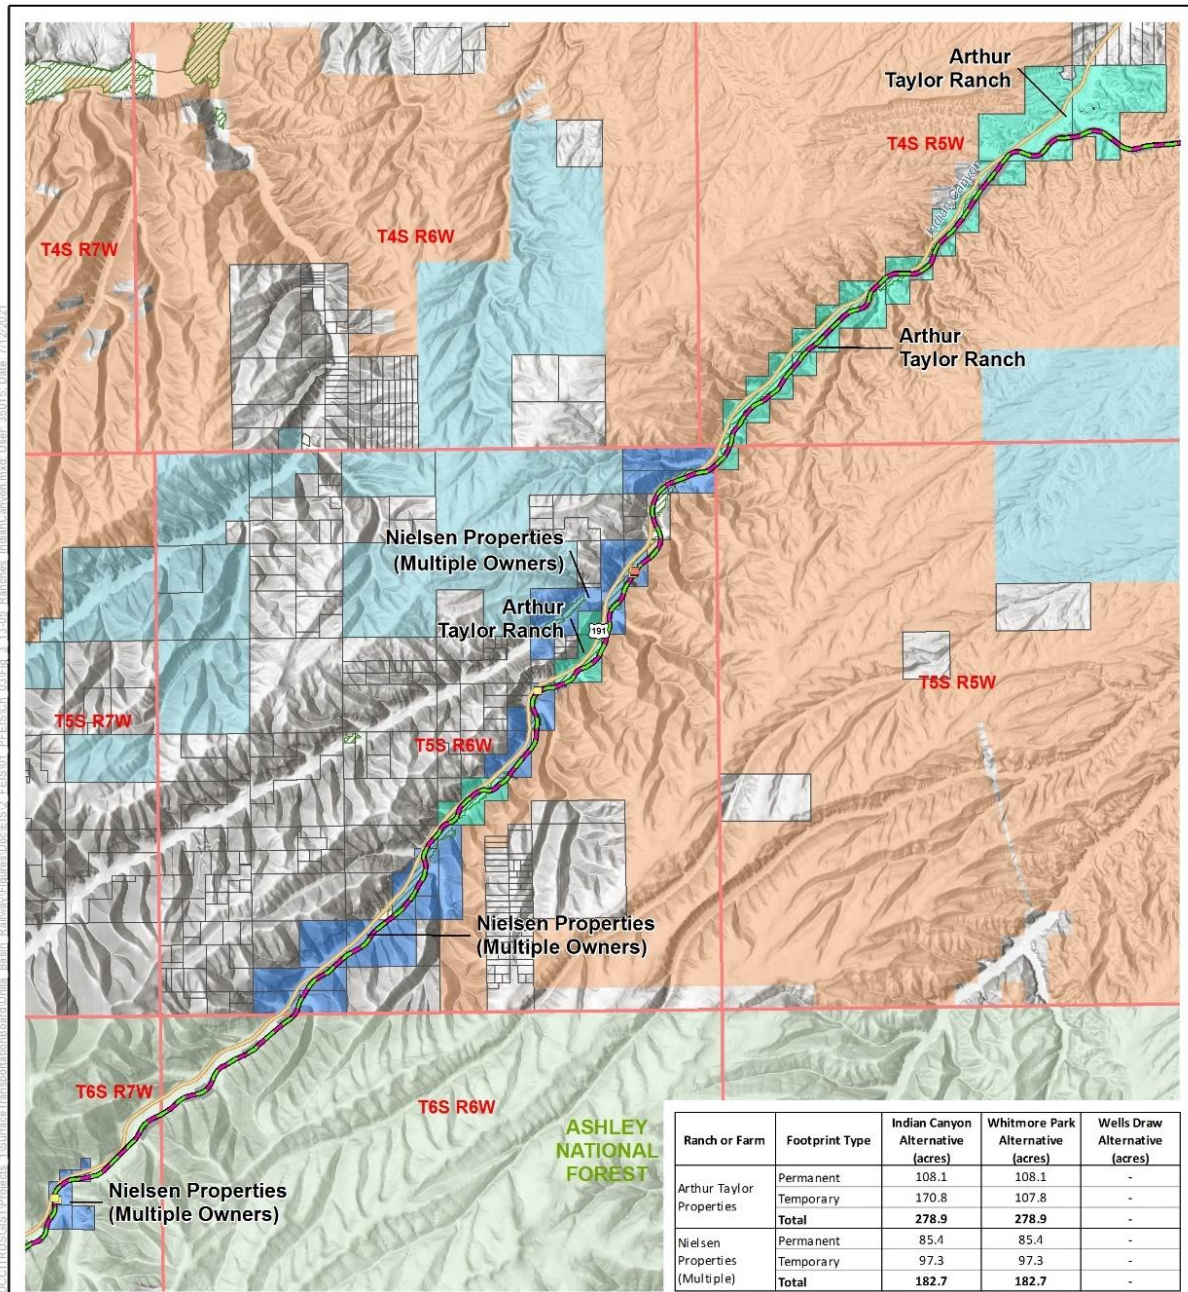 Arthur
Taylor Ranch
T4S R5W
Indian Canyon
T4S R7W
T4S R6W
Arthur
Taylor Ranch
Nielsen Properties
(Multiple Owners)
Arthur
Taylor Ranch
191
T5S R5W
T5S R7W
T5S R6W
Nielsen Properties
(Multiple Owners)
T6S R7W
T6S R6W
ASHLEY
NATIONAL
FOREST
Nielsen Properties
(Multiple Owners)
Ranch or Farm Footprint Type Indian Canyon Alternative (acres) Whitmore Park Alternative (acres) Wells Draw Alternative (acres)
Arthur Taylor Properties Permanent 108.1 108.1 -
Temporary 170.8 107.8 -
Total 278.9 278.9 -
Nielsen Properties (Multiple) Permanent 85.4 85.4 -
Temporary 97.3 97.3 -
Total 182.7 182.7 -